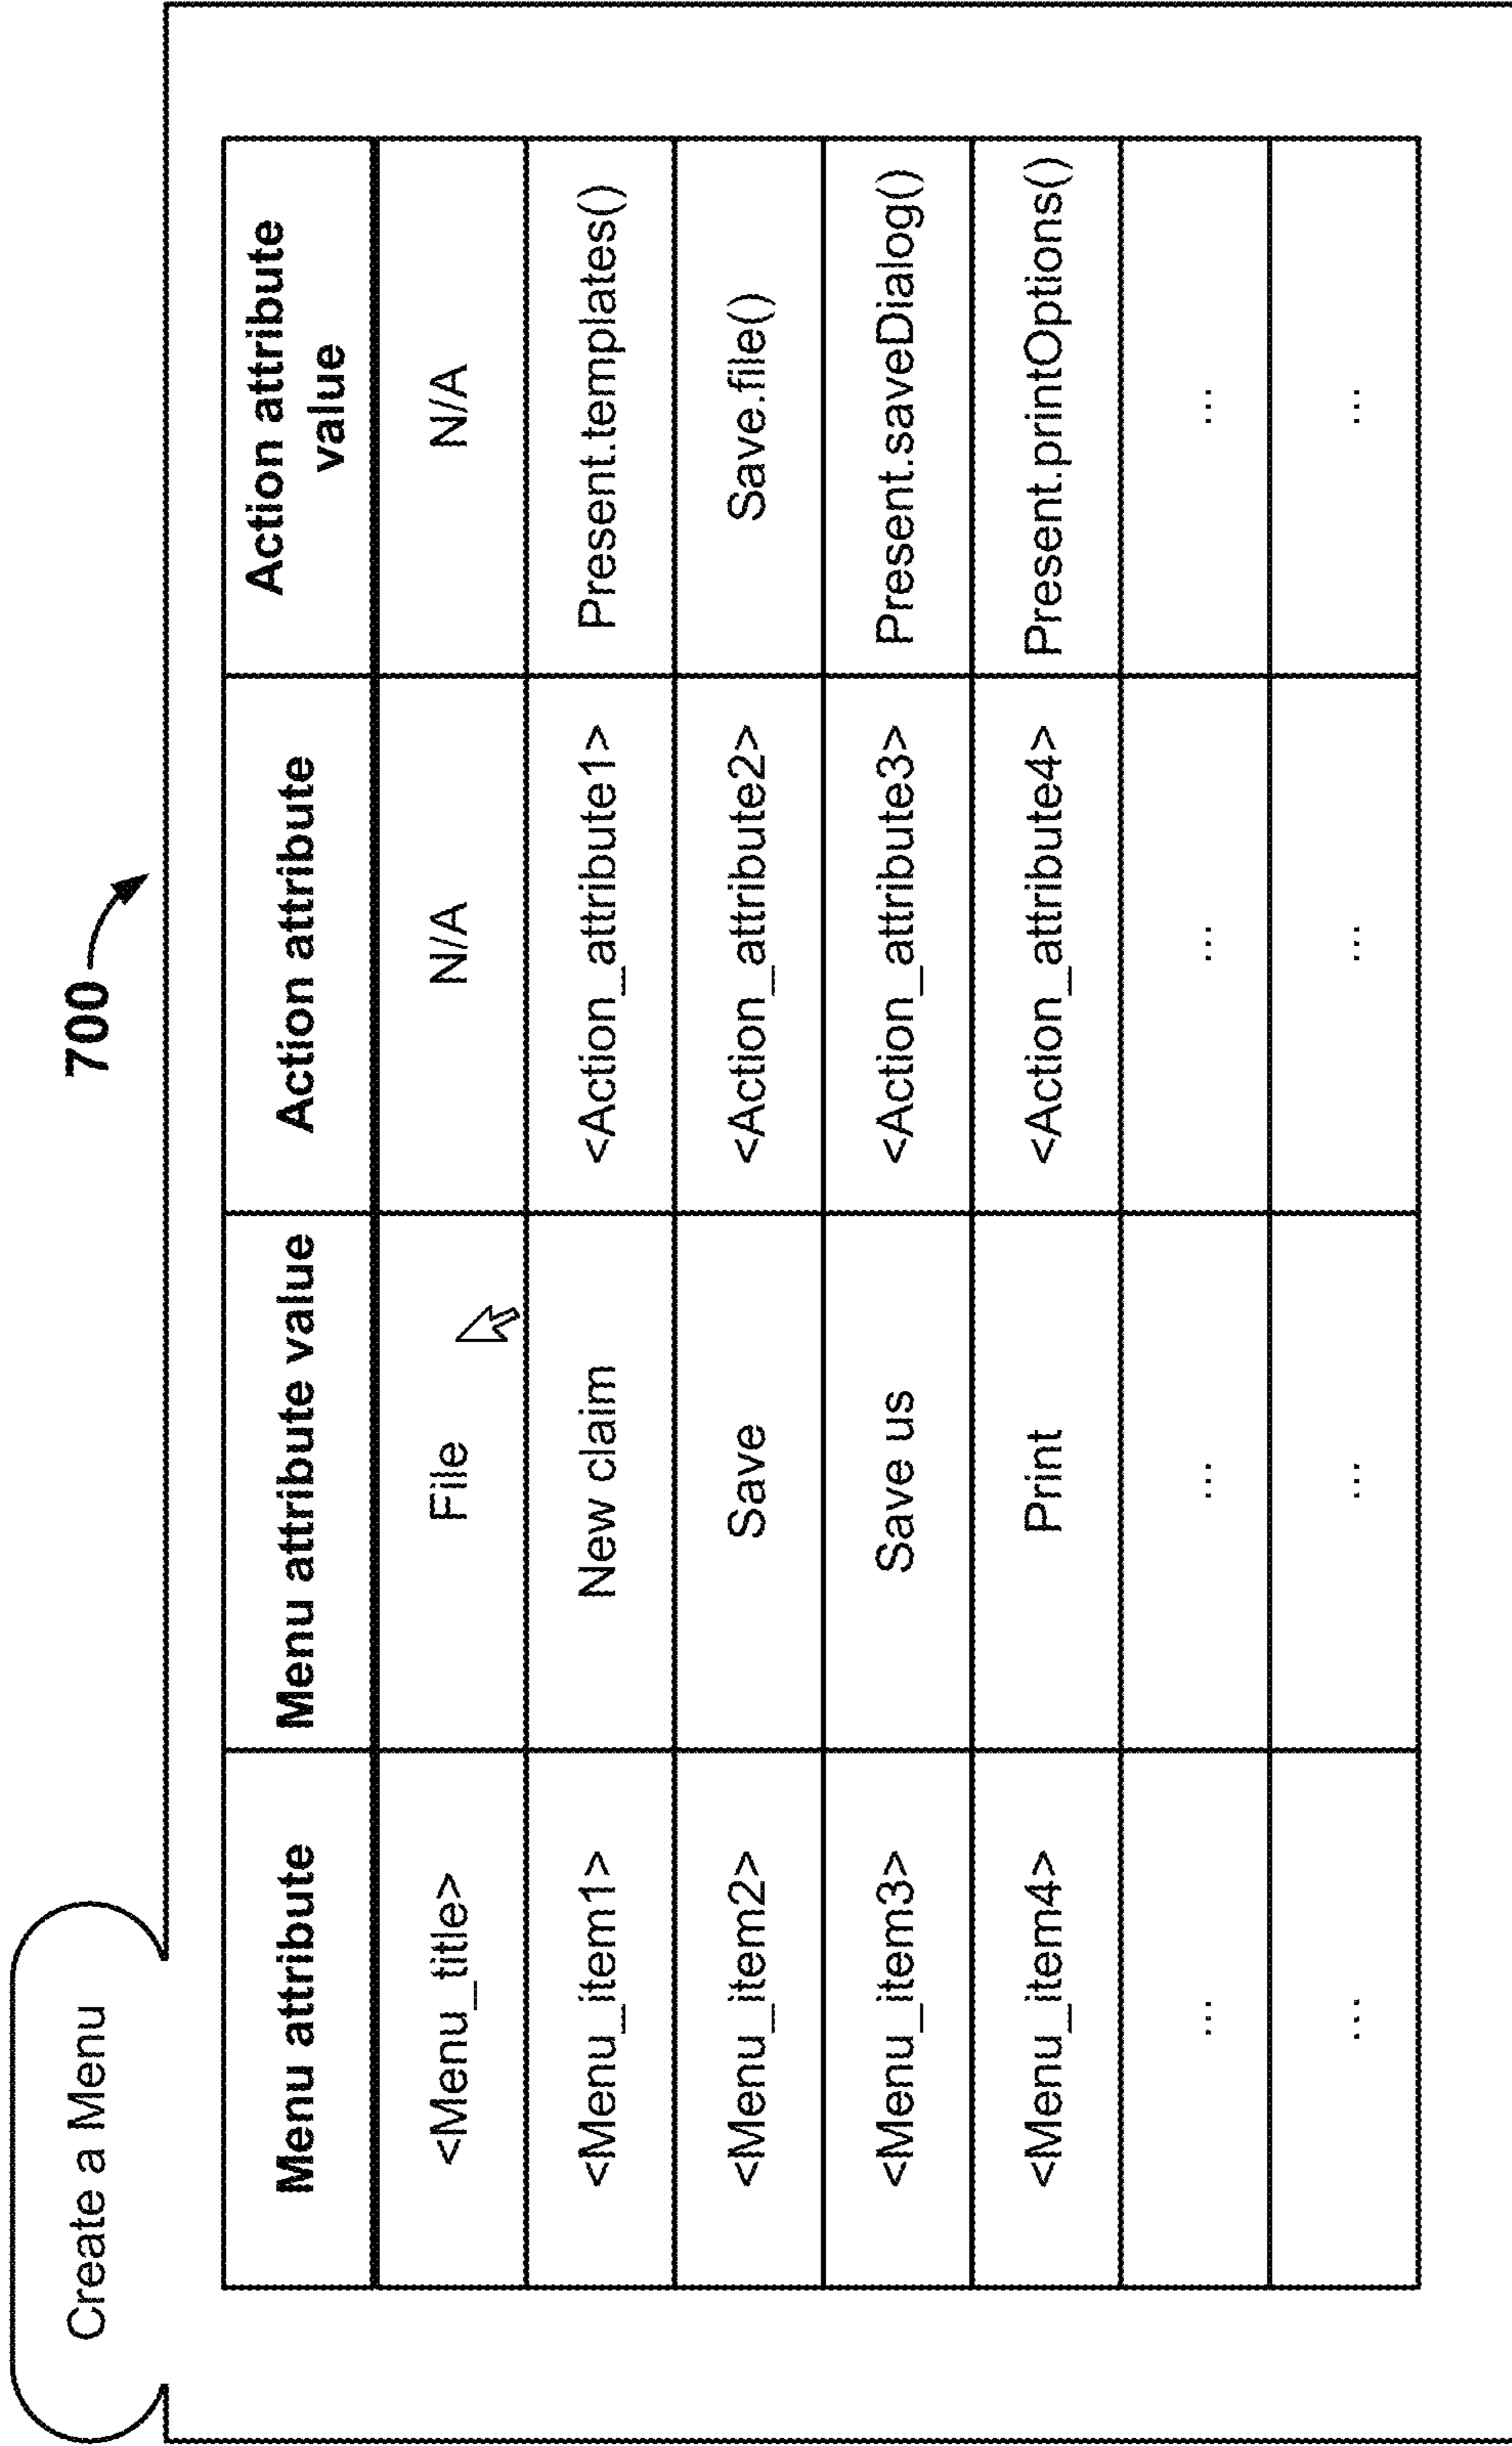 700
Create a Menu
Menu attribute Menu attribute value Action attribute Action attribute
value
<Menu_title> File N/A N/A
<Menu_item1> New claim <Action_attribute1> Present.templates()
<Menu_item2> Save <Action_attribute2> Save.file()
<Menu_item3> Save us <Action_attribute3> Present.saveDialog()
<Menu_item4> Print <Action_attribute4> Present.printOptions()
... ... ... ...
... ... ... ...